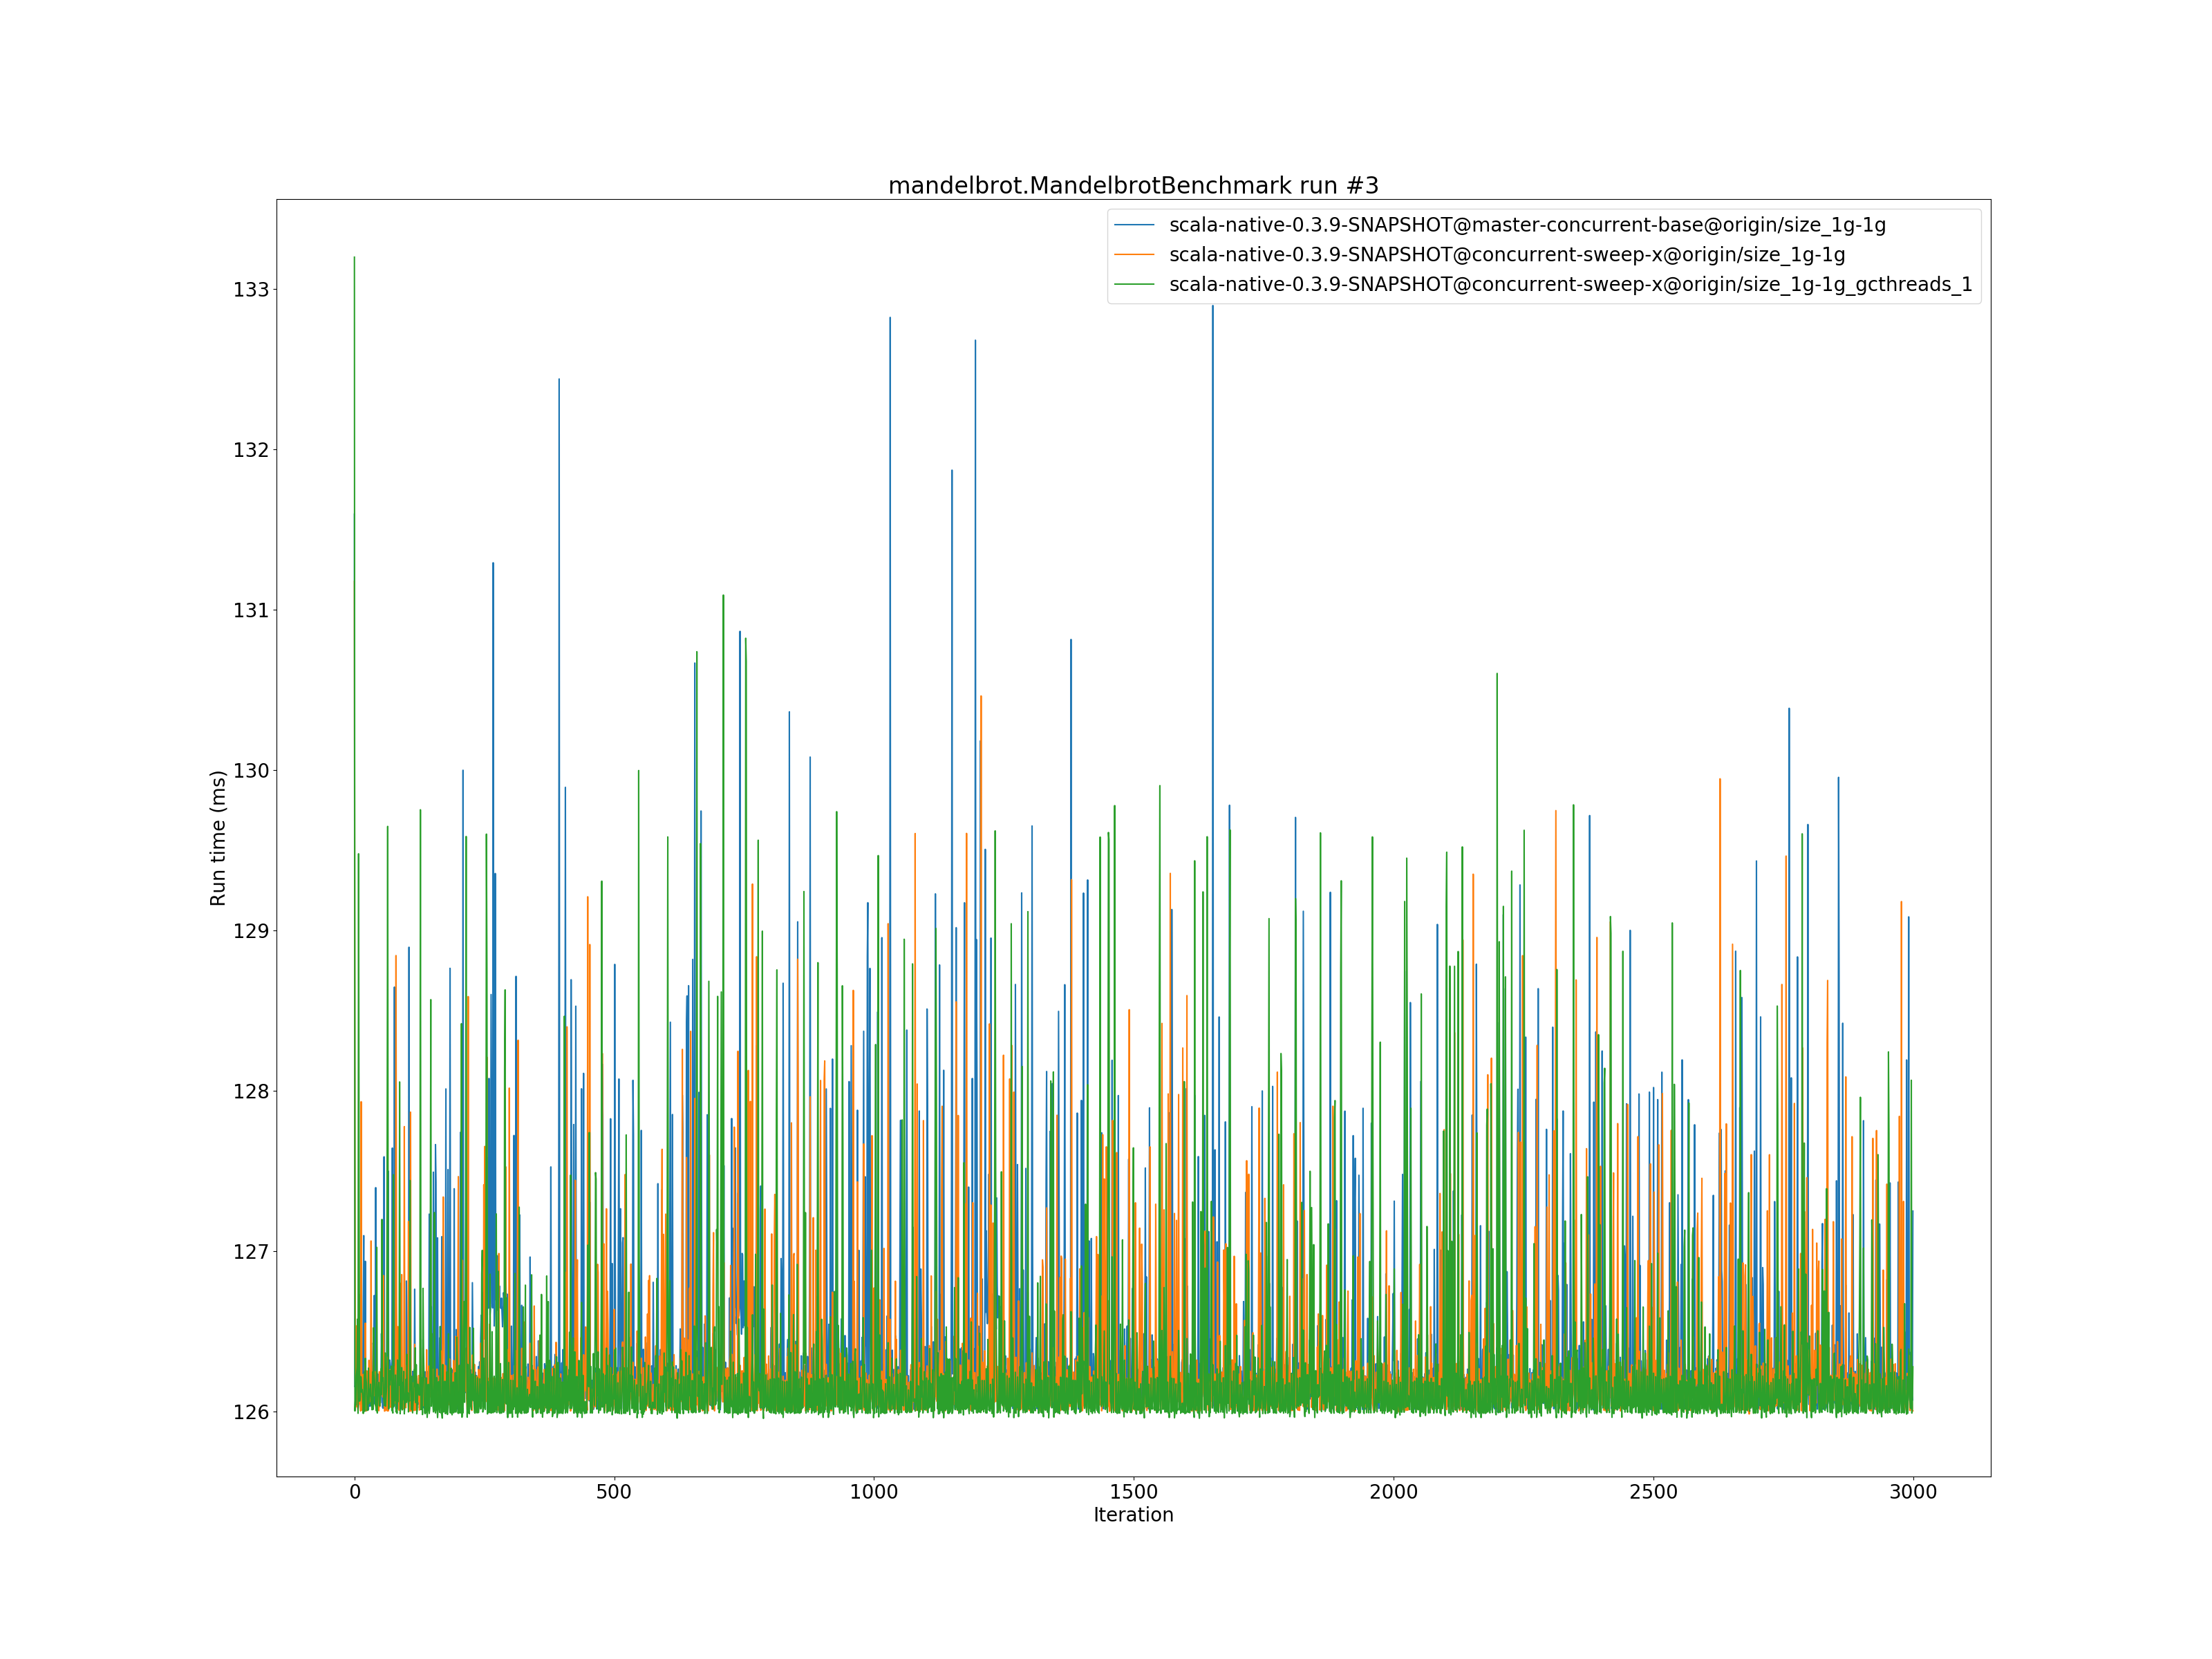 mandelbrot.MandelbrotBenchmark run #3
scala-native-0.3.9-SNAPSHOT@master-concurrent-base@origin/size_1g-1g
scala-native-0.3.9-SNAPSHOT@concurrent-sweep-x@origin/size_1g-1g
scala-native-0.3.9-SNAPSHOT@concurrent-sweep-x@origin/size_1g-1g_gcthreads_1
133
132
131
130
129
128
127
126
Run time (ms)
0 500 1000 1500 2000 2500 3000
Iteration